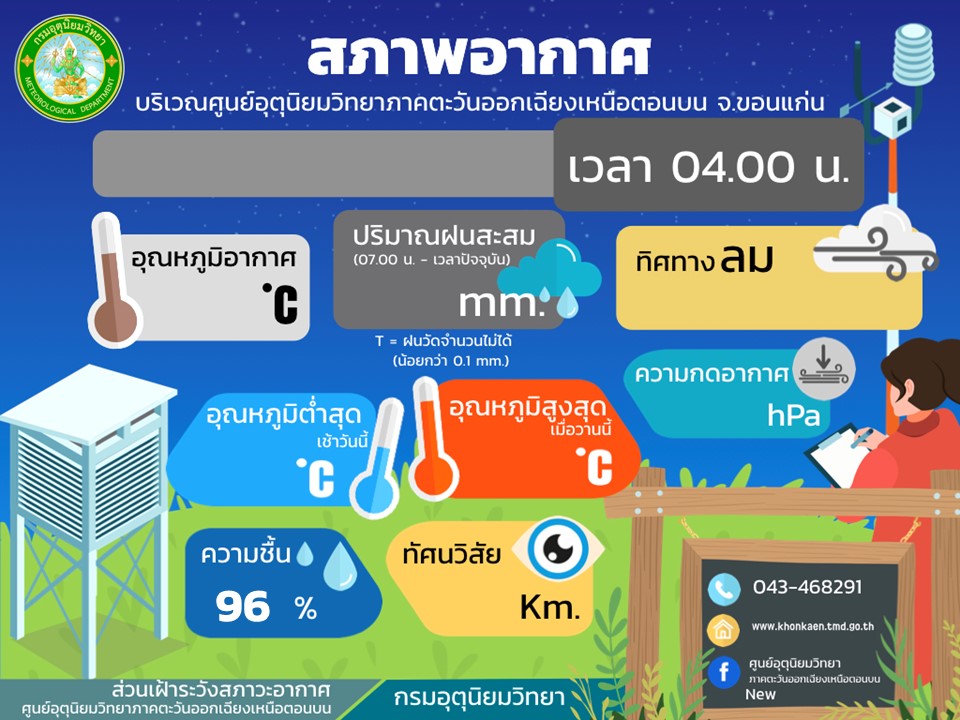 กรมอุตุนิยมวิทยา
METEOROLOGICAL DEPARTMENT
สภาพอากาศ
บริเวณศูนย์อุตุนิยมวิทยาภาคตะวันออกเฉียงเหนือตอนบน จ.ขอนแก่น
เวลา 04.00 น.
อุณหภูมิอากาศ
°C
ปริมาณฝนสะสม
(07.00 น. - เวลาปัจจุบัน)
mm.
T = ฝนวัดจำนวนไม่ได้
(น้อยกว่า 0.1 mm.)
ทิศทางลม
ความกดอากาศ
hPa
อุณหภูมิต่ำสุด
เช้าวันนี้
°C
อุณหภูมิสูงสุด
เมื่อวานนี้
°C
ความชื้น
96 %
ทัศนวิสัย
Km.
043-468291
www.khonkaen.tmd.go.th
ศูนย์อุตุนิยมวิทยา
ภาคตะวันออกเฉียงเหนือตอนบน
New
ส่วนเฝ้าระวังสภาวะอากาศ
ศูนย์อุตุนิยมวิทยาภาคตะวันออกเฉียงเหนือตอนบน
กรมอุตุนิยมวิทยา